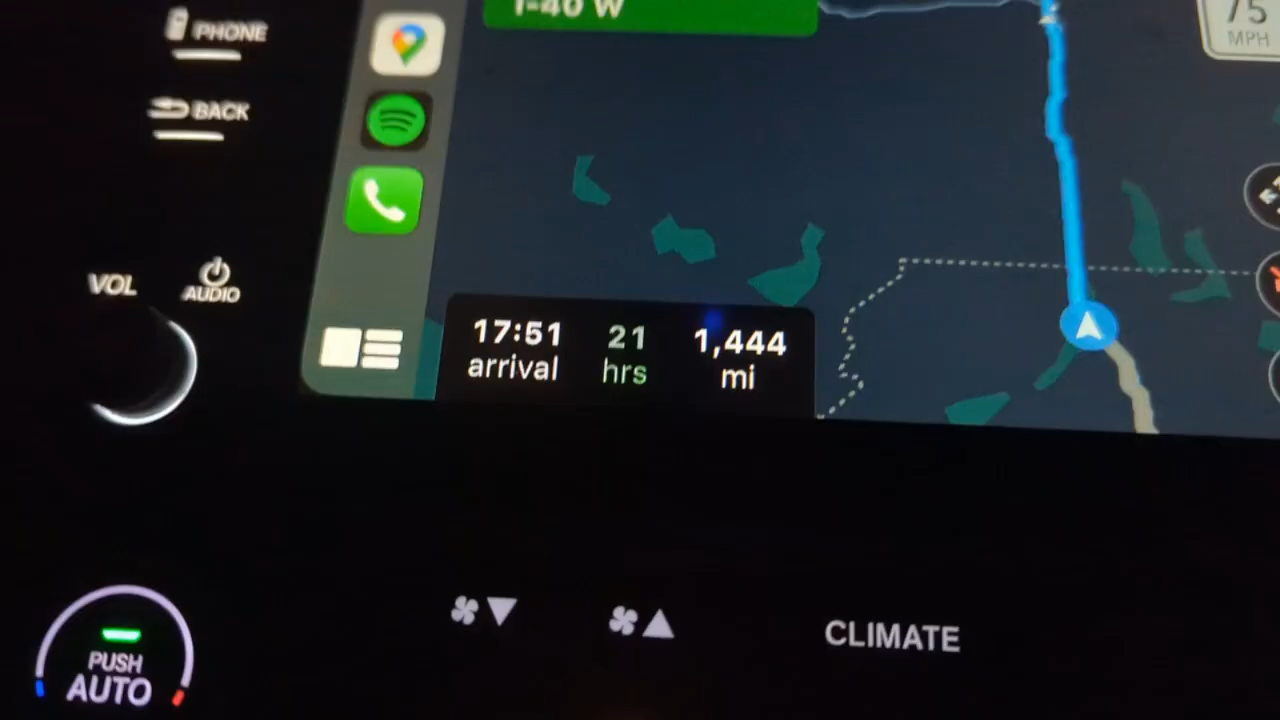 PHONE
I-40 W
75
MPH
BACK
VOL
AUDIO
17:51
arrival
21
hrs
1,444
mi
PUSH
AUTO
CLIMATE